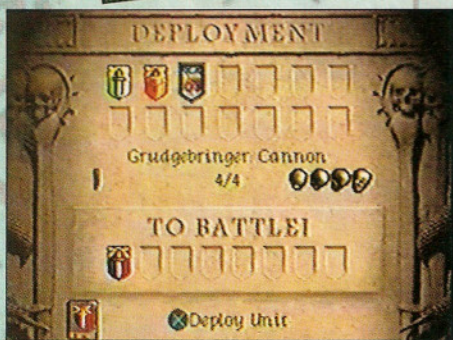 DEPLOYMENT
Grudgebringer Cannon
4/4
TO BATTLE!
Deploy Unit